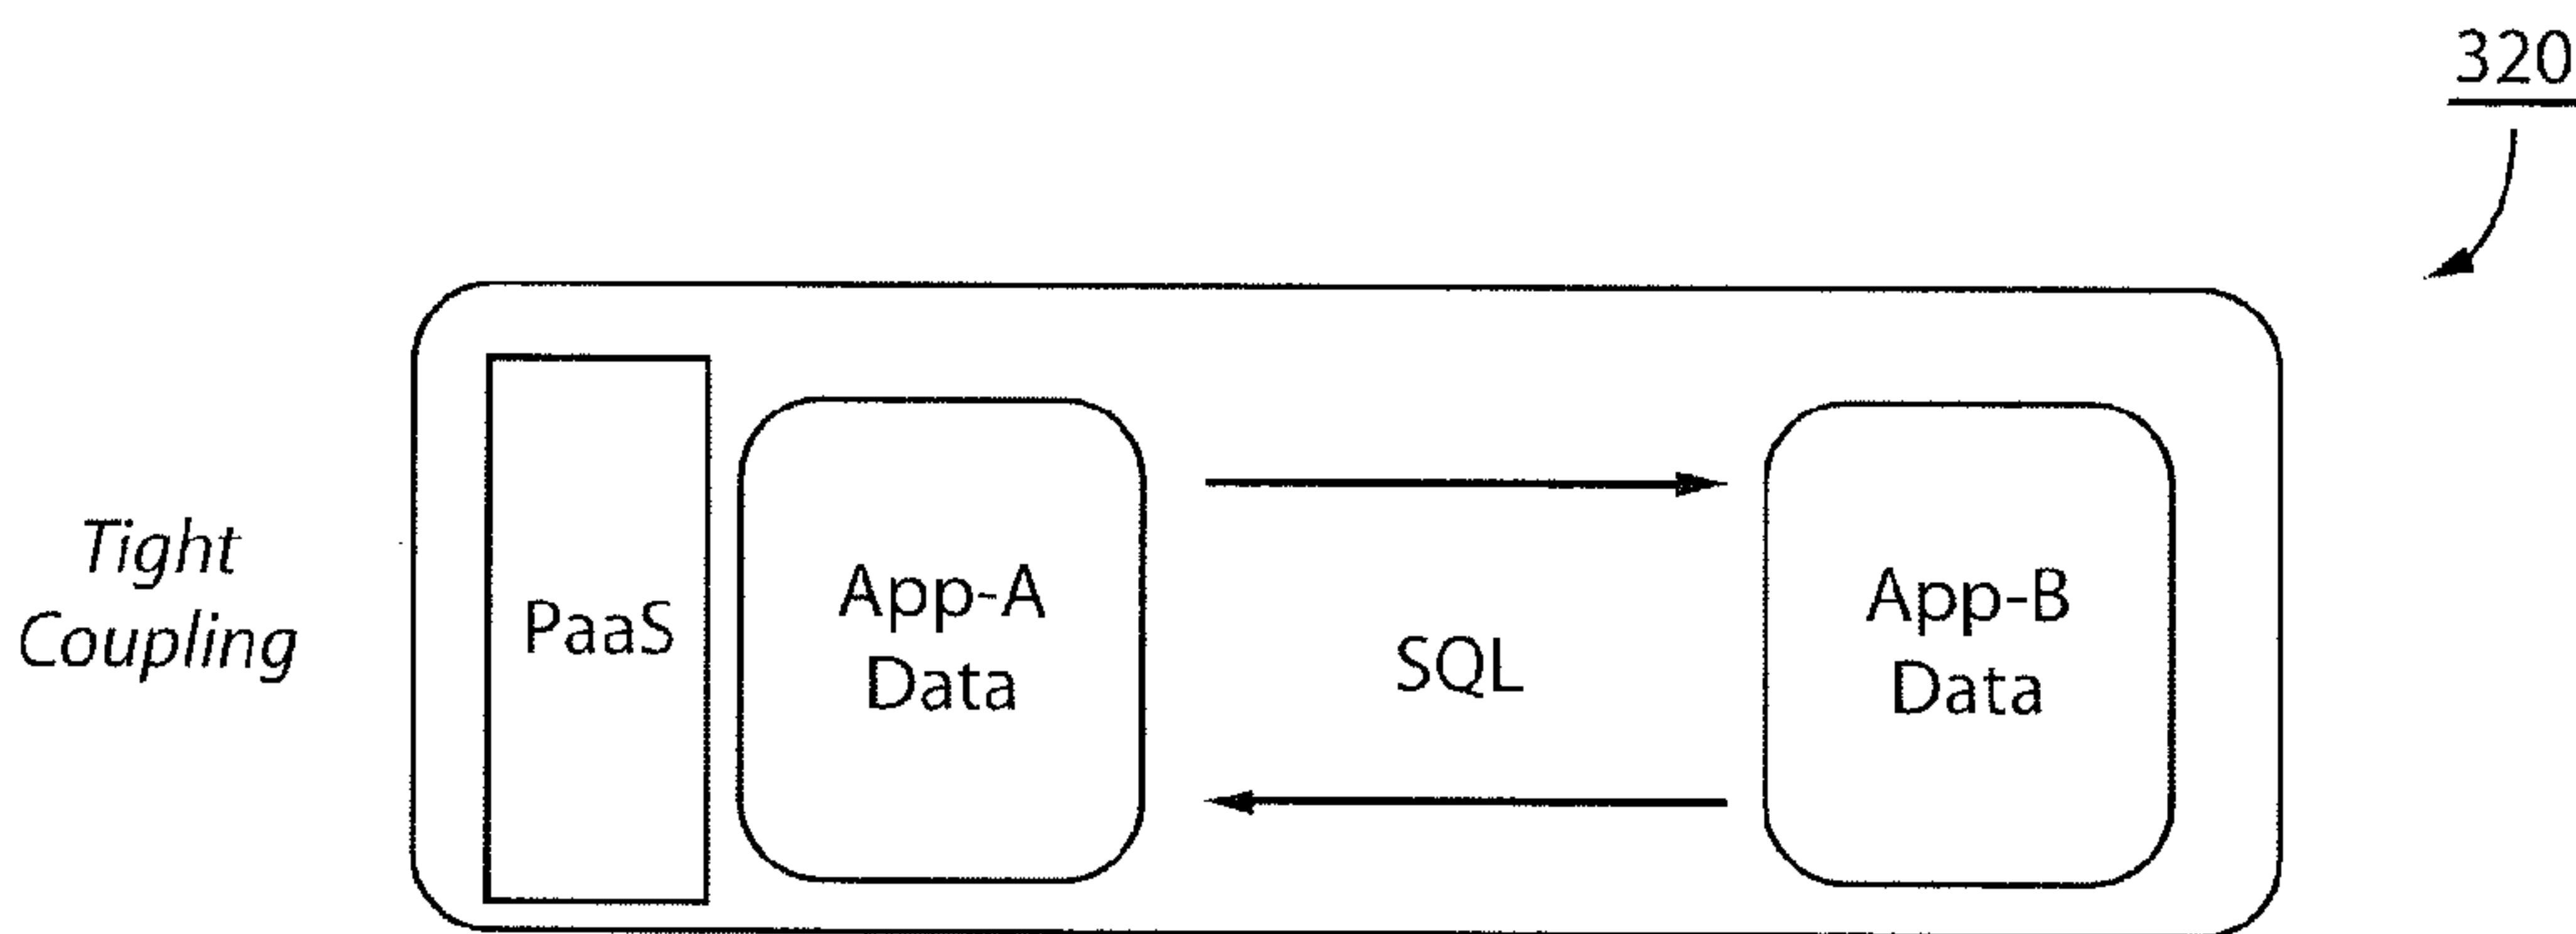 320
Tight
Coupling
PaaS
App-A
Data
SQL
App-B
Data